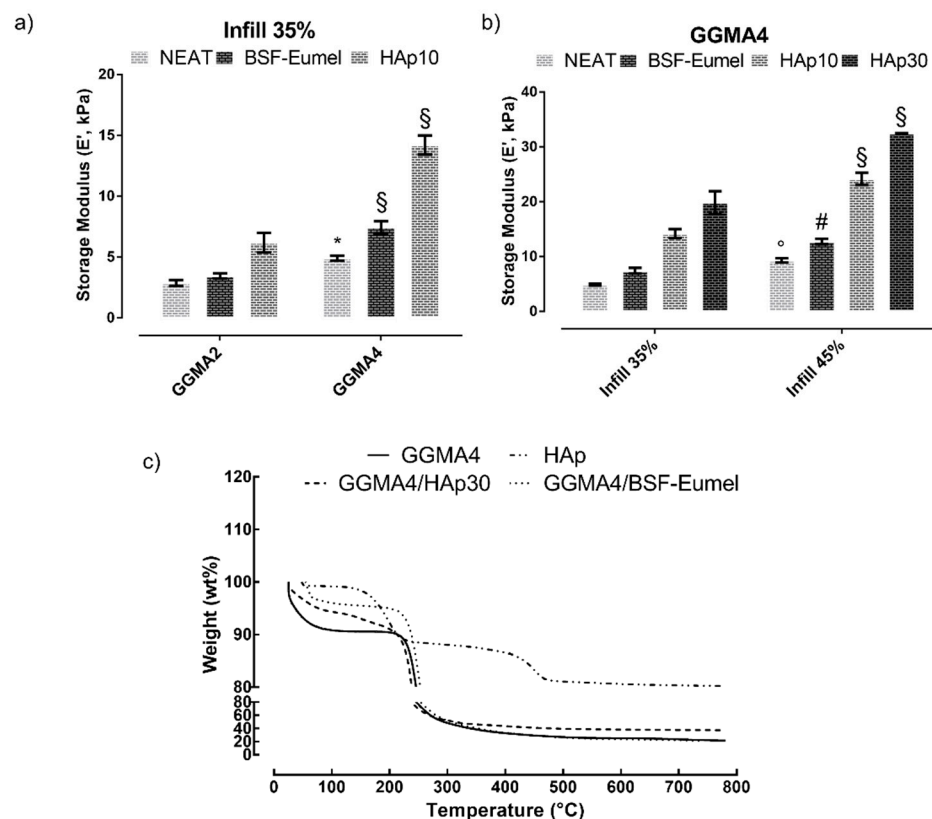 a)
Infill 35%
NEAT BSF-Eumel HAp10
Storage Modulus (E', kPa)
20
15
10
5
0
*
§
§
GGMA2
GGMA4
b)
GGMA4
NEAT BSF-Eumel HAp10 HAp30
Storage Modulus (E', kPa)
40
30
20
10
0
°
#
§
§
Infill 35%
Infill 45%
c)
GGMA4 HAp
GGMA4/HAp30 GGMA4/BSF-Eumel
Weight (wt%)
120
110
100
90
80
80
60
40
20
0
0 100 200 300 400 500 600 700 800
Temperature (°C)